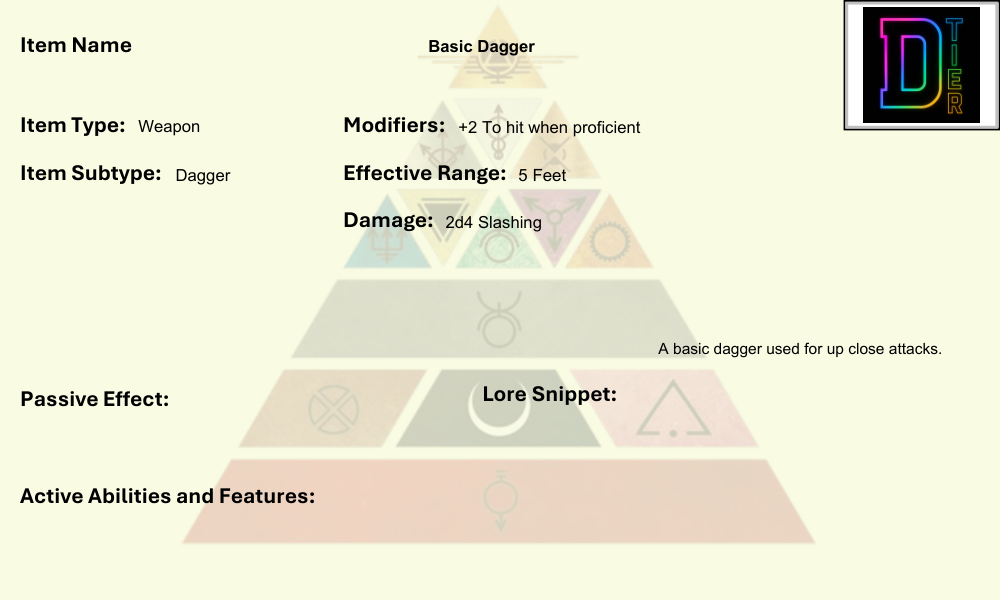 Item Name
Basic Dagger
D TIER
Item Type: Weapon
Modifiers: +2 To hit when proficient
Item Subtype: Dagger
Effective Range: 5 Feet
Damage: 2d4 Slashing
A basic dagger used for up close attacks.
Passive Effect:
Lore Snippet:
Active Abilities and Features: